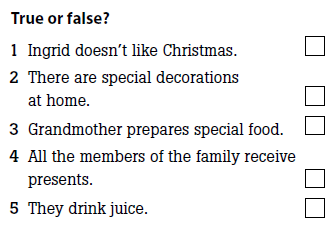 True or false?
1 Ingrid doesn't like Christmas.
2 There are special decorations
at home.
3 Grandmother prepares special food.
4 All the members of the family receive
presents.
5 They drink juice.